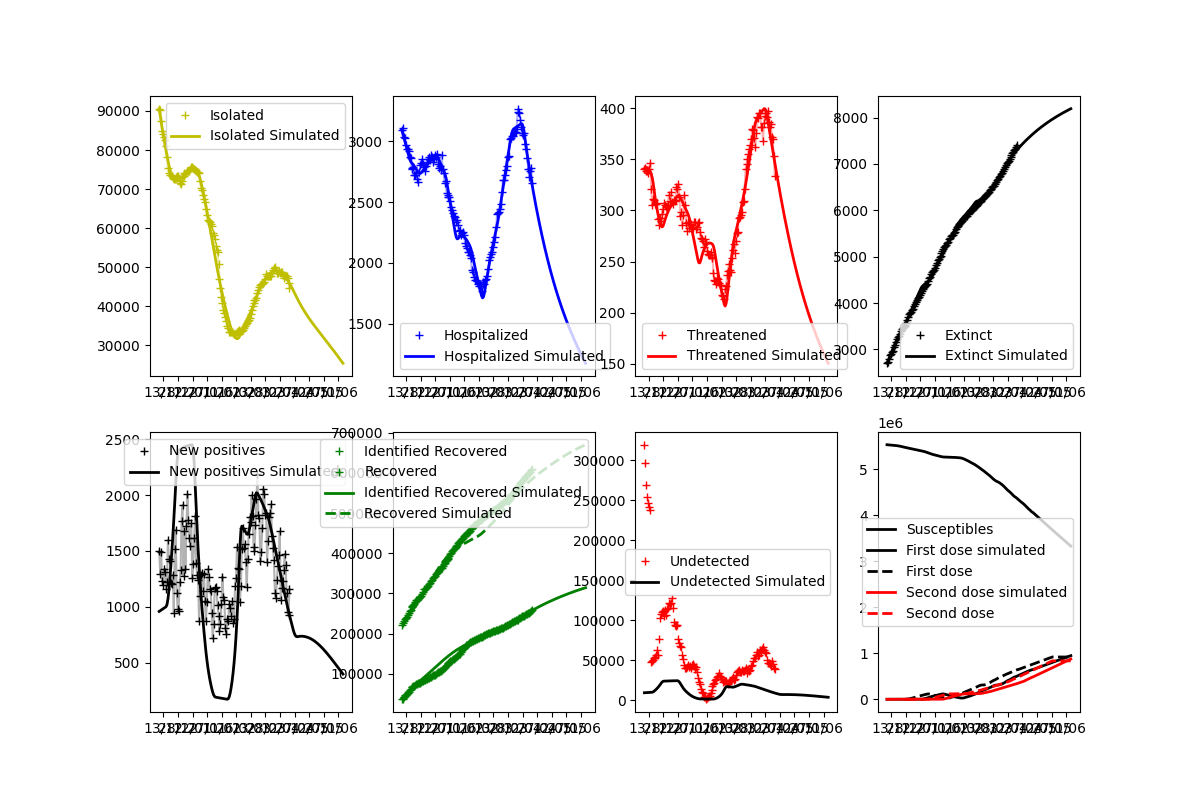 90000
80000
70000
60000
50000
40000
30000
Isolated
Isolated Simulated
3000
2500
2000
1500
Hospitalized
Hospitalized Simulated
400
350
300
250
200
150
Threatened
Threatened Simulated
8000
7000
6000
5000
4000
3000
Extinct
Extinct Simulated
2500
2000
1500
1000
500
New positives
New positives Simulated
700000
400000
300000
200000
100000
Identified Recovered
Recovered
Identified Recovered Simulated
Recovered Simulated
300000
250000
200000
150000
100000
50000
0
Undetected
Undetected Simulated
1e6
5
4
3
2
1
0
Susceptibles
First dose simulated
First dose
Second dose simulated
Second dose